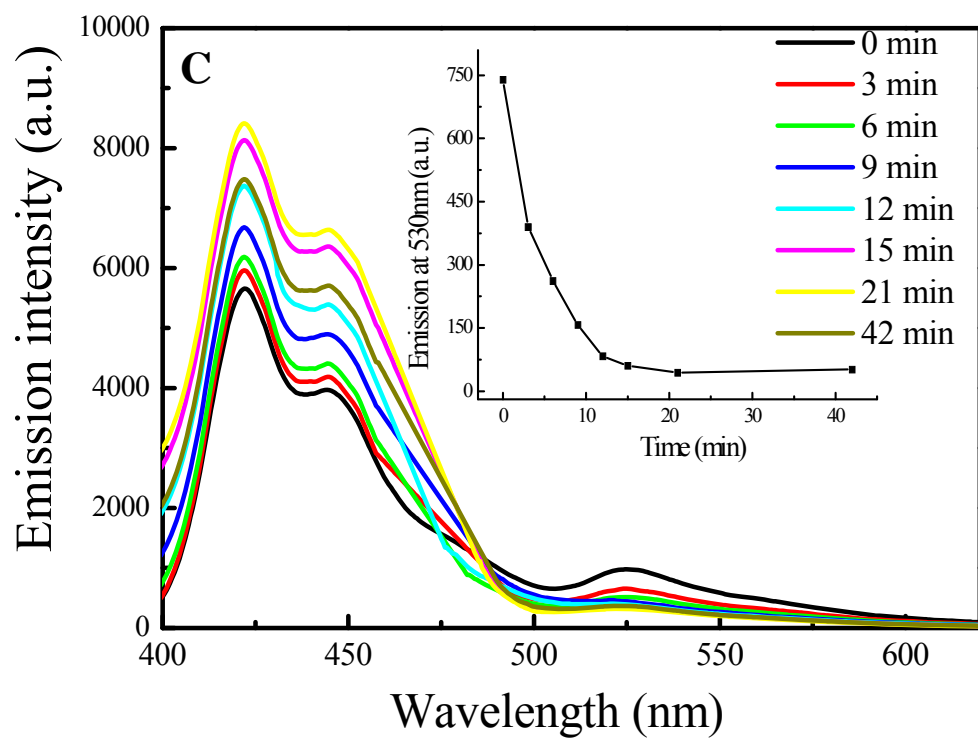 C
Emission intensity (a.u.)
10000
8000
6000
4000
2000
0
400
450
500
550
600
Wavelength (nm)
Emission at 530nm (a.u.)
750
600
450
300
150
0
0
10
20
30
40
Time (min)
0 min
3 min
6 min
9 min
12 min
15 min
21 min
42 min